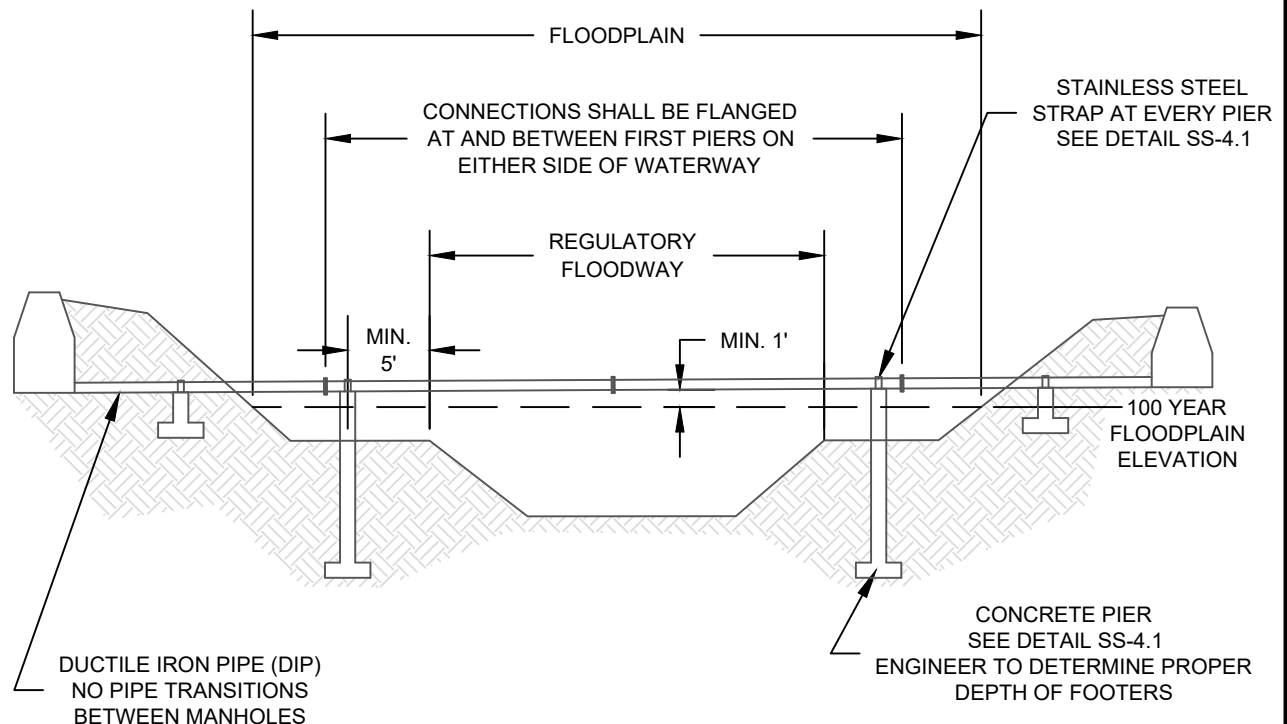 FLOODPLAIN
CONNECTIONS SHALL BE FLANGED
AT AND BETWEEN FIRST PIERS ON
EITHER SIDE OF WATERWAY
STAINLESS STEEL
STRAP AT EVERY PIER
SEE DETAIL SS-4.1
REGULATORY
FLOODWAY
MIN.
5'
MIN. 1'
100 YEAR
FLOODPLAIN
ELEVATION
DUCTILE IRON PIPE (DIP)
NO PIPE TRANSITIONS
BETWEEN MANHOLES
CONCRETE PIER
SEE DETAIL SS-4.1
ENGINEER TO DETERMINE PROPER
DEPTH OF FOOTERS